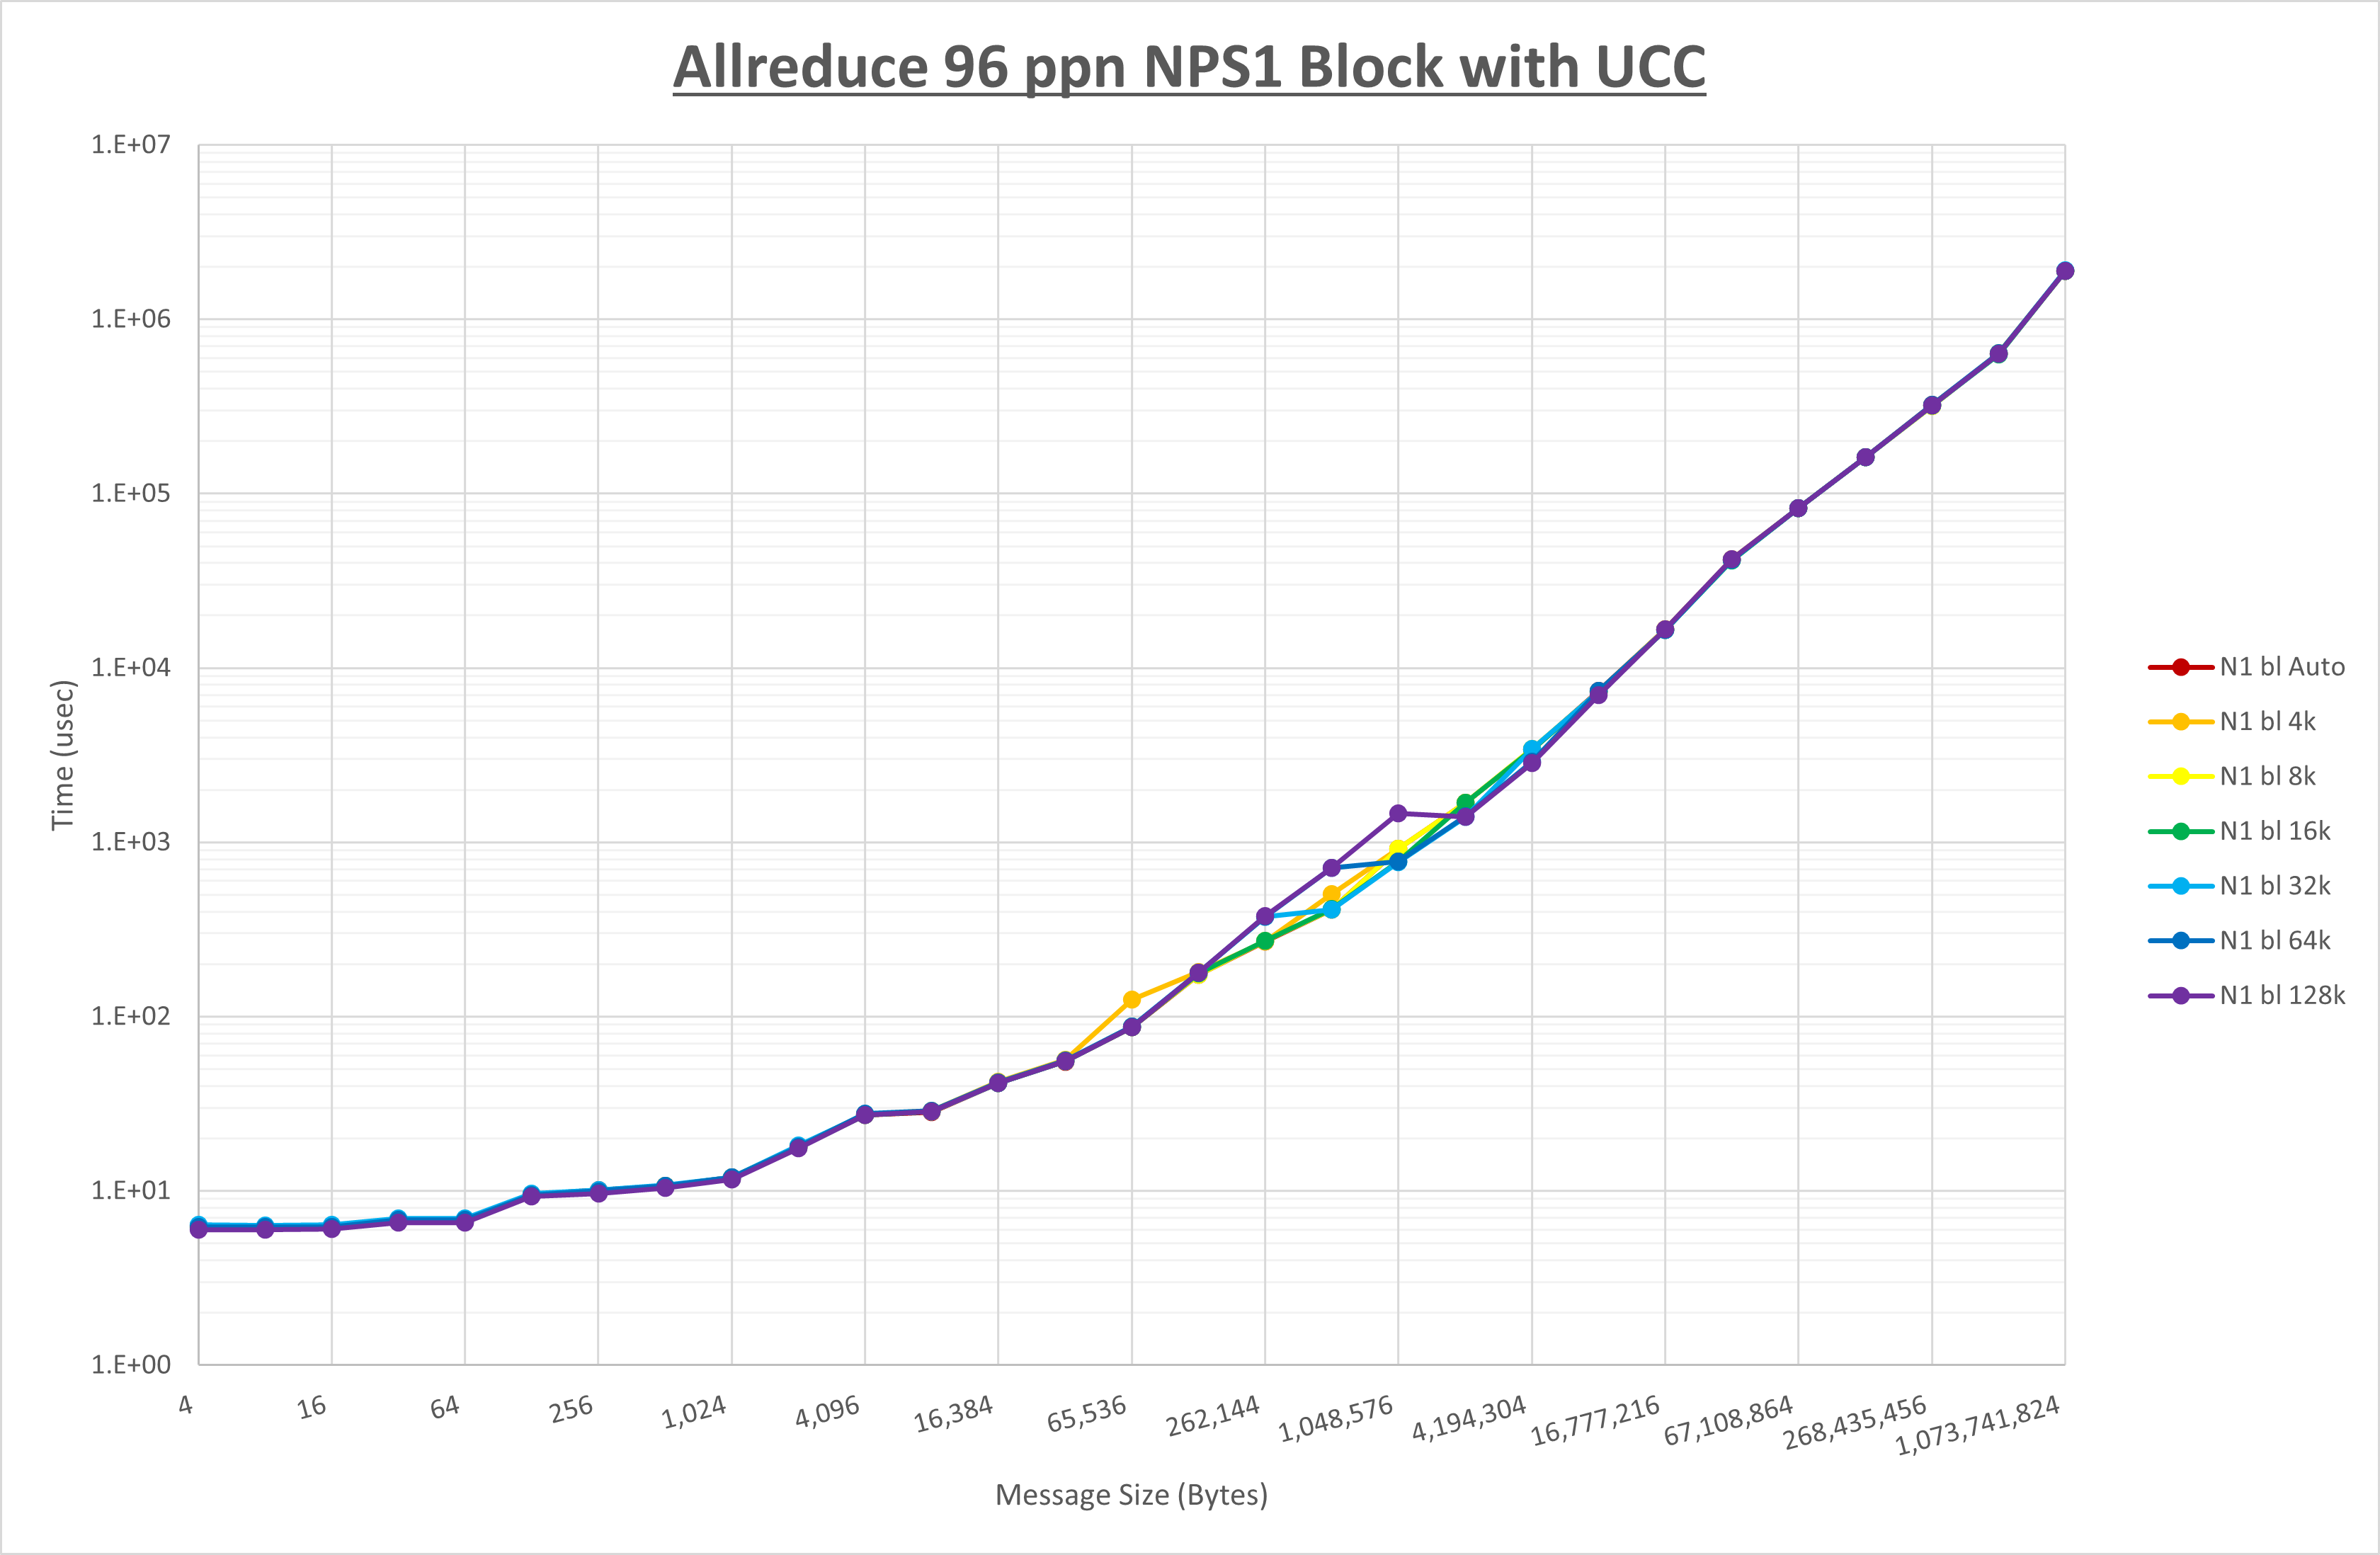 Allreduce 96 ppn NPS1 Block with UCC
1.E+07
1.E+06
1.E+05
1.E+04
1.E+03
1.E+02
1.E+01
1.E+00
Time (usec)
4
16
64
256
1,024
4,096
16,384
65,536
262,144
1,048,576
4,194,304
16,777,216
67,108,864
268,435,456
1,073,741,824
Message Size (Bytes)
N1 bl Auto
N1 bl 4k
N1 bl 8k
N1 bl 16k
N1 bl 32k
N1 bl 64k
N1 bl 128k